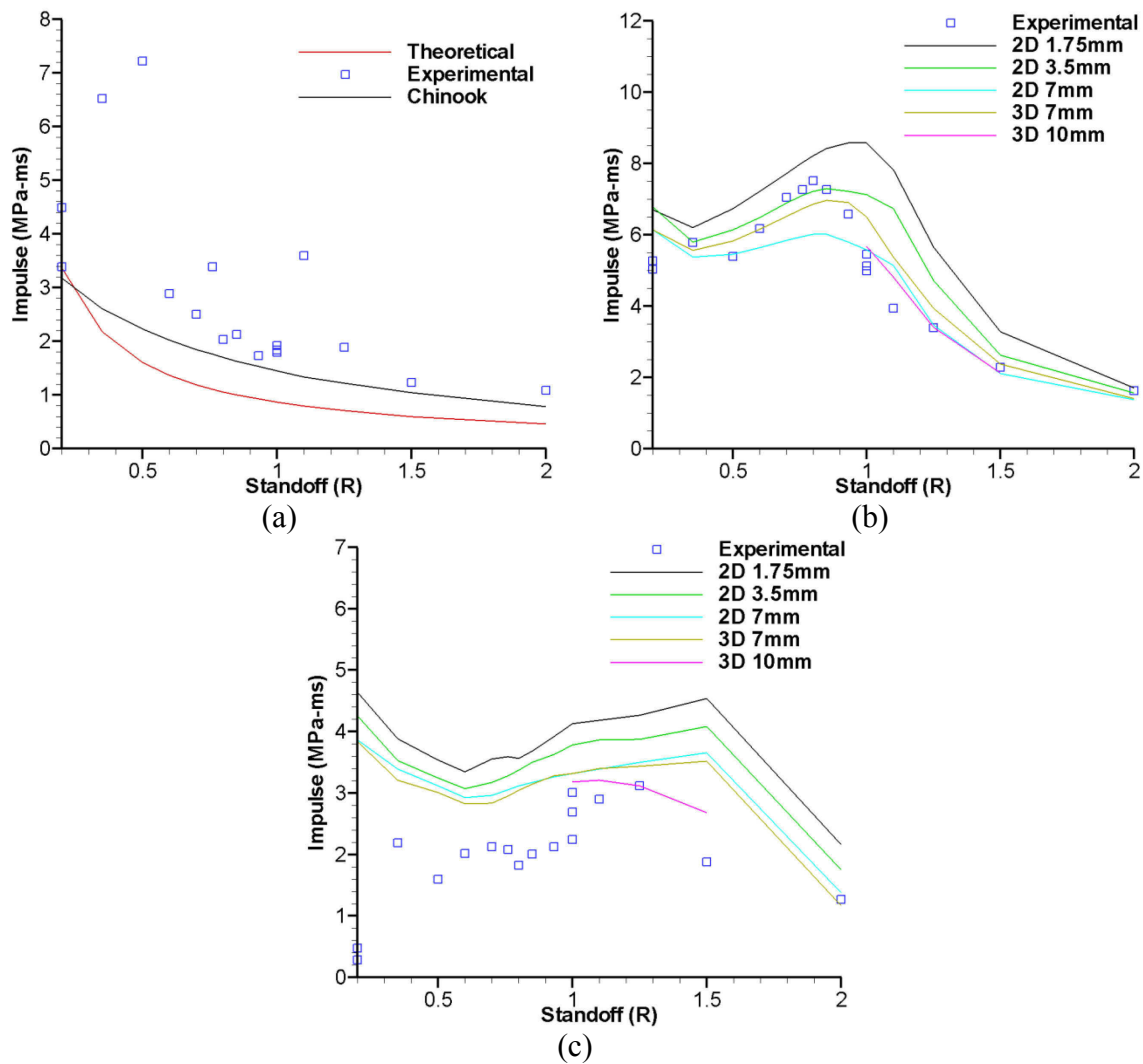 8
7
6
5
4
3
2
1
0
Impulse (MPa-ms)
0.5
1
1.5
2
Standoff (R)
Theoretical
Experimental
Chinook
(a)
12
10
8
6
4
2
0
Impulse (MPa-ms)
0.5
1
1.5
2
Standoff (R)
Experimental
2D 1.75mm
2D 3.5mm
2D 7mm
3D 7mm
3D 10mm
(b)
7
6
5
4
3
2
1
0
Impulse (MPa-ms)
0.5
1
1.5
2
Standoff (R)
Experimental
2D 1.75mm
2D 3.5mm
2D 7mm
3D 7mm
3D 10mm
(c)